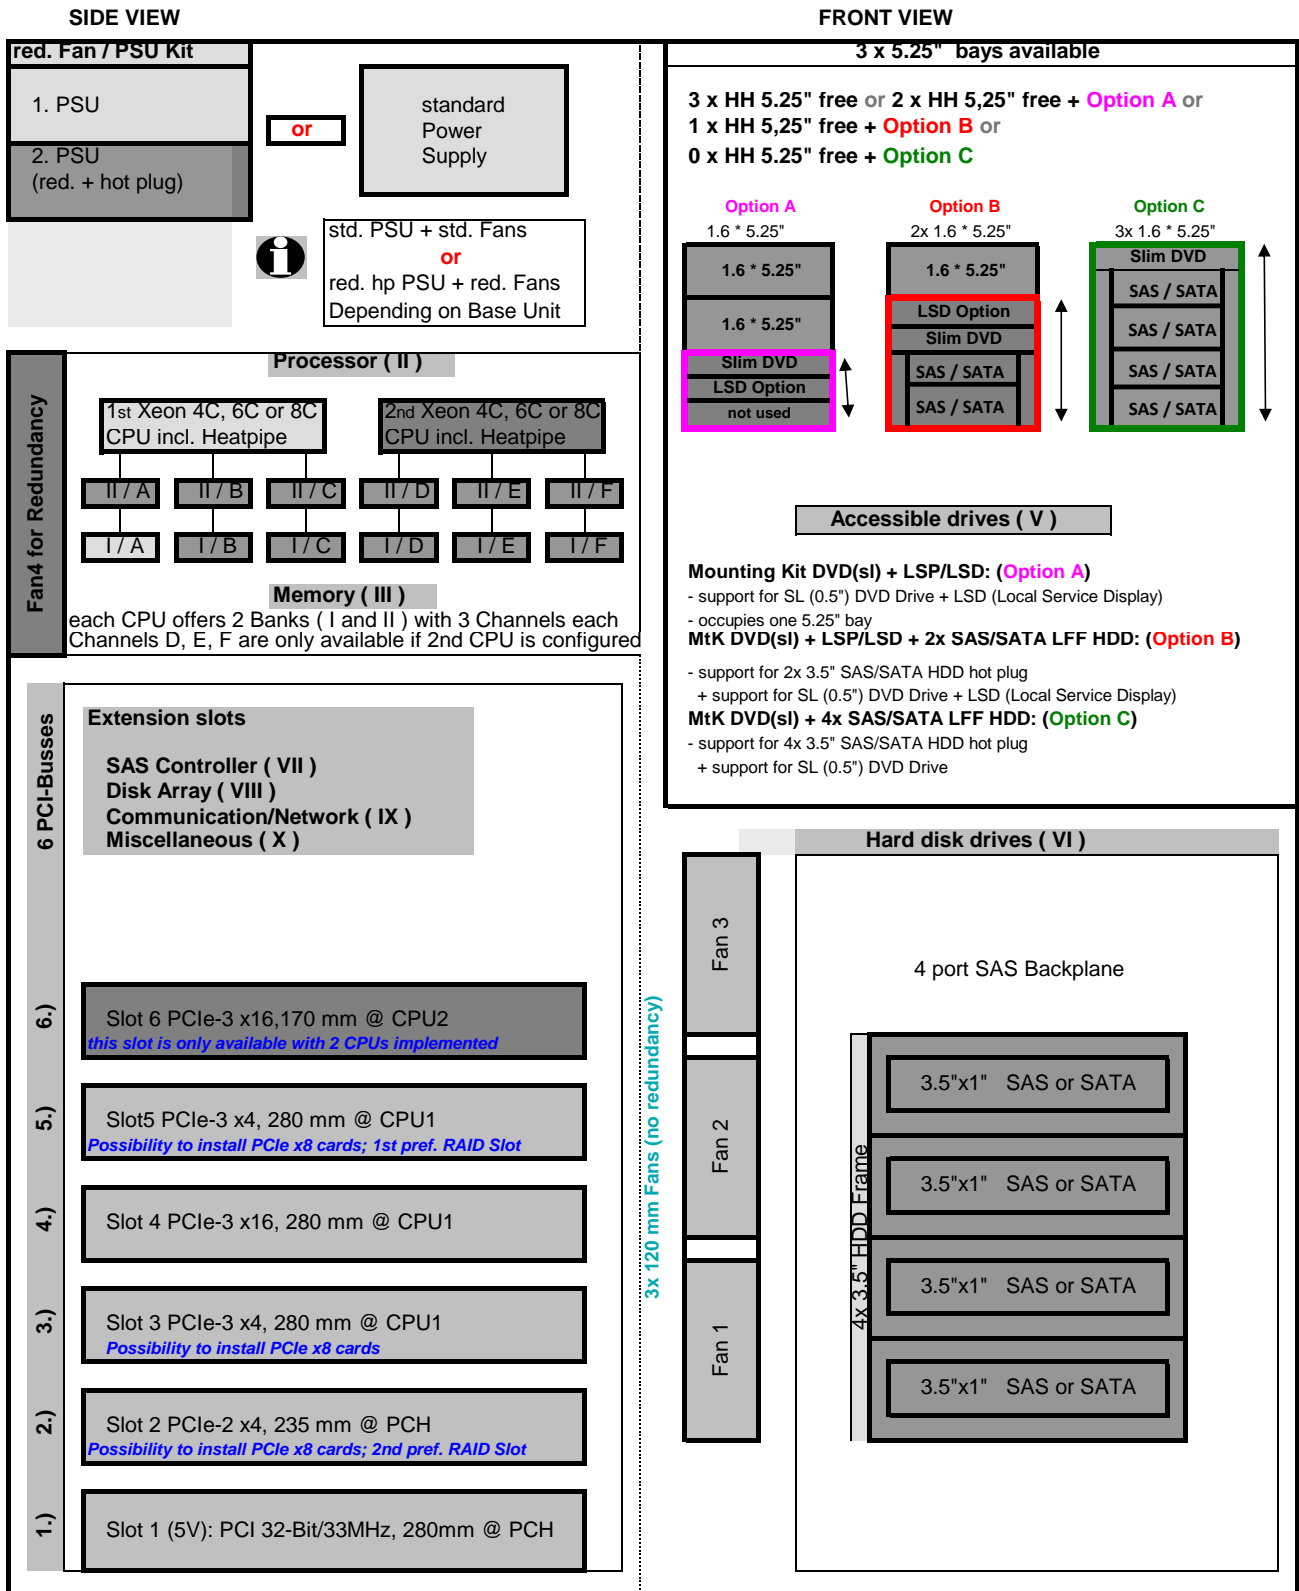 SIDE VIEW
red. Fan / PSU Kit
1. PSU
2. PSU
(red. + hot plug)
or
standard
Power
Supply
i
std. PSU + std. Fans
or
red. hp PSU + red. Fans
Depending on Base Unit
Fan4 for Redundancy
Processor ( II )
1st Xeon 4C, 6C or 8C
CPU incl. Heatpipe
2nd Xeon 4C, 6C or 8C
CPU incl. Heatpipe
II / A II / B II / C II / D II / E II / F
I / A I / B I / C I / D I / E I / F
Memory ( III )
each CPU offers 2 Banks ( I and II ) with 3 Channels each
Channels D, E, F are only available if 2nd CPU is configured
6 PCI-Busses
Extension slots
SAS Controller ( VII )
Disk Array ( VIII )
Communication/Network ( IX )
Miscellaneous ( X )
6.)
Slot 6 PCIe-3 x16,170 mm @ CPU2
this slot is only available with 2 CPUs implemented
5.)
Slot5 PCIe-3 x4, 280 mm @ CPU1
Possibility to install PCIe x8 cards; 1st pref. RAID Slot
4.)
Slot 4 PCIe-3 x16, 280 mm @ CPU1
3.)
Slot 3 PCIe-3 x4, 280 mm @ CPU1
Possibility to install PCIe x8 cards
2.)
Slot 2 PCIe-2 x4, 235 mm @ PCH
Possibility to install PCIe x8 cards; 2nd pref. RAID Slot
1.)
Slot 1 (5V): PCI 32-Bit/33MHz, 280mm @ PCH
3x 120 mm Fans (no redundancy)
FRONT VIEW
3 x 5.25" bays available
3 x HH 5.25" free or 2 x HH 5,25" free + Option A or
1 x HH 5,25" free + Option B or
0 x HH 5.25" free + Option C
Option A
1.6 * 5.25"
1.6 * 5.25"
1.6 * 5.25"
Slim DVD
LSD Option
not used
Option B
2x 1.6 * 5.25"
1.6 * 5.25"
LSD Option
Slim DVD
SAS / SATA
SAS / SATA
Option C
3x 1.6 * 5.25"
Slim DVD
SAS / SATA
SAS / SATA
SAS / SATA
SAS / SATA
Accessible drives ( V )
Mounting Kit DVD(sl) + LSP/LSD: (Option A)
- support for SL (0.5") DVD Drive + LSD (Local Service Display)
- occupies one 5.25" bay
MtK DVD(sl) + LSP/LSD + 2x SAS/SATA LFF HDD: (Option B)
- support for 2x 3.5" SAS/SATA HDD hot plug
+ support for SL (0.5") DVD Drive + LSD (Local Service Display)
MtK DVD(sl) + 4x SAS/SATA LFF HDD: (Option C)
- support for 4x 3.5" SAS/SATA HDD hot plug
+ support for SL (0.5") DVD Drive
Hard disk drives ( VI )
Fan 3
Fan 2
Fan 1
4 port SAS Backplane
4x 3.5" HDD Frame
3.5"x1" SAS or SATA
3.5"x1" SAS or SATA
3.5"x1" SAS or SATA
3.5"x1" SAS or SATA